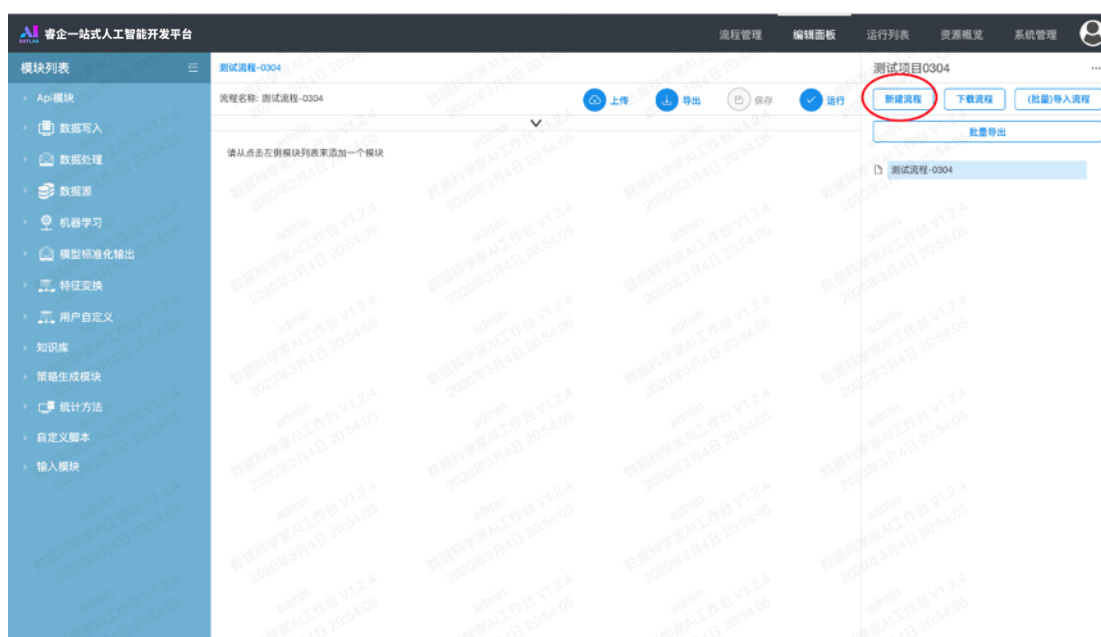 AI DATLAB 睿企一站式人工智能开发平台
流程管理 编辑面板 运行列表 资源概览 系统管理
模块列表
Api模块
数据写入
数据处理
数据源
机器学习
模型标准化输出
特征变换
用户自定义
知识库
策略生成模块
统计方法
自定义脚本
输入模块
测试流程-0304
流程名称: 测试流程-0304
上传 导出 保存 运行
请从点击左侧模块列表来添加一个模块
测试项目0304 ...
新建流程 下载流程 (批量)导入流程
批量导出
测试流程-0304
admin
数据科学家AI工作台 V1.2.4
2020年3月4日 20:54:05